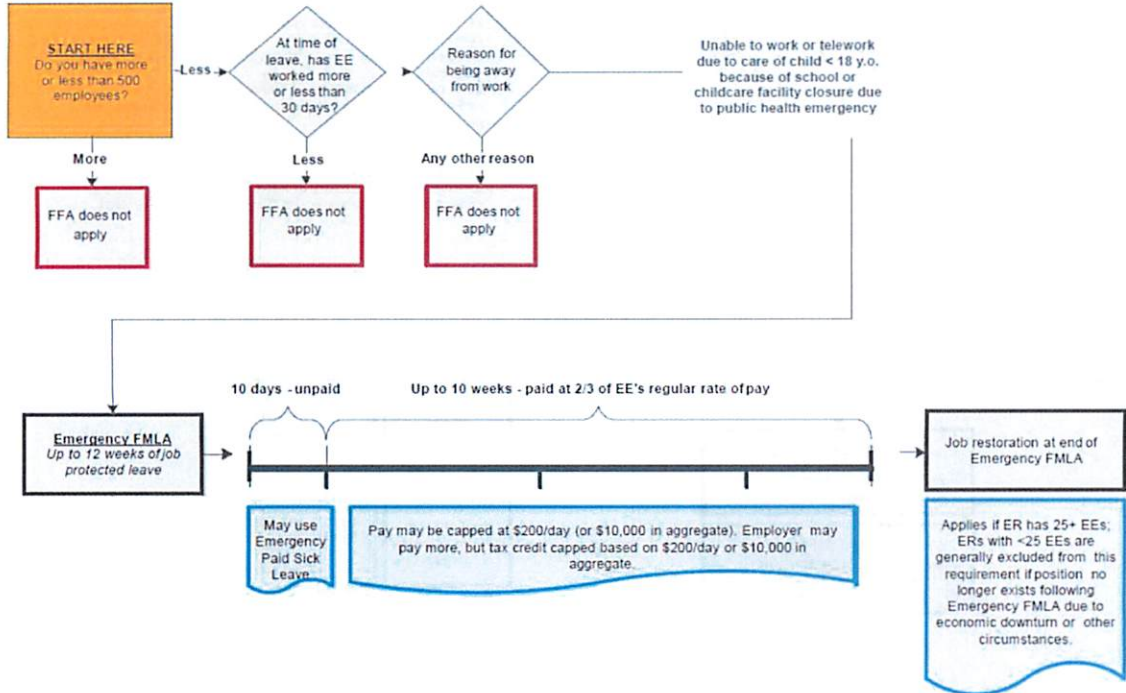 START HERE
Do you have more
or less than 500
employees?
Less
At time of
leave, has EE
worked more
or less than
30 days?
Reason for
being away
from work
Unable to work or telework
due to care of child < 18 y.o.
because of school or
childcare facility closure due
to public health emergency
More
Less
Any other reason
FFA does not
apply
FFA does not
apply
FFA does not
apply
10 days - unpaid
Up to 10 weeks - paid at 2/3 of EE's regular rate of pay
Emergency FMLA
Up to 12 weeks of job
protected leave
Job restoration at end of
Emergency FMLA
May use
Emergency
Paid Sick
Leave
Pay may be capped at $200/day (or $10,000 in aggregate). Employer may
pay more, but tax credit capped based on $200/day or $10,000 in
aggregate.
Applies if ER has 25+ EEs;
ERs with <25 EEs are
generally excluded from this
requirement if position no
longer exists following
Emergency FMLA due to
economic downturn or other
circumstances.